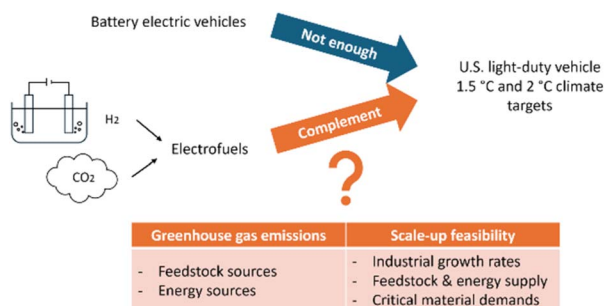 Battery electric vehicles
Not enough
U.S. light-duty vehicle
1.5 °C and 2 °C climate
targets
H2
Electrofuels
Complement
CO2
?
Greenhouse gas emissions
- Feedstock sources
- Energy sources
Scale-up feasibility
- Industrial growth rates
- Feedstock & energy supply
- Critical material demands